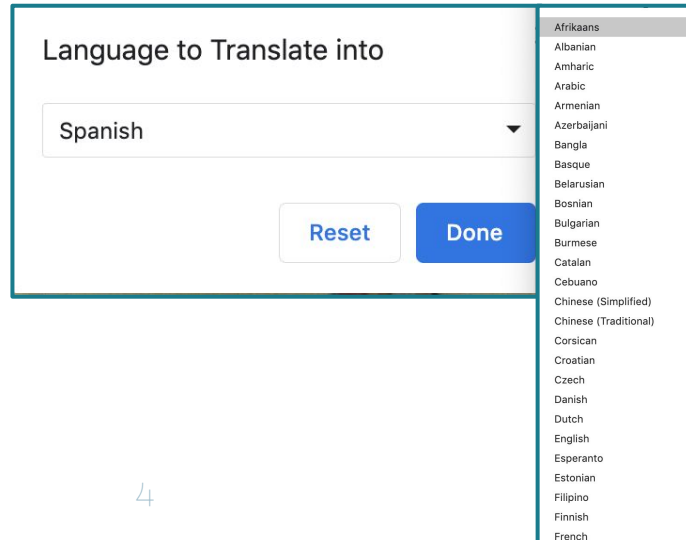 Language to Translate into
Spanish
Reset
Done
4
Afrikaans
Albanian
Amharic
Arabic
Armenian
Azerbaijani
Bangla
Basque
Belarusian
Bosnian
Bulgarian
Burmese
Catalan
Cebuano
Chinese (Simplified)
Chinese (Traditional)
Corsican
Croatian
Czech
Danish
Dutch
English
Esperanto
Estonian
Filipino
Finnish
French